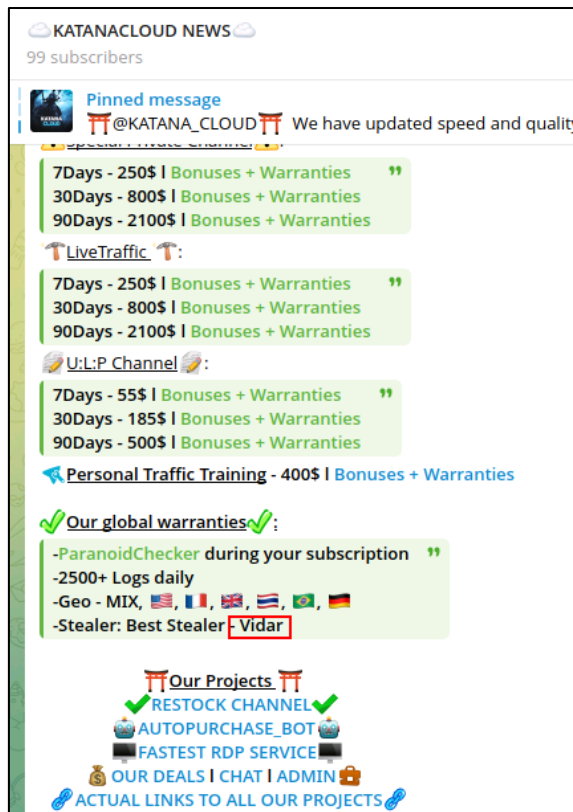 ☁️KATANACLOUD NEWS☁️
99 subscribers
Pinned message
⛩@KATANA_CLOUD⛩ We have updated speed and quality
Special Private Channel⚠️:
7Days - 250$ l Bonuses + Warranties
30Days - 800$ l Bonuses + Warranties
90Days - 2100$ l Bonuses + Warranties
⛏LiveTraffic ⛏:
7Days - 250$ l Bonuses + Warranties
30Days - 800$ l Bonuses + Warranties
90Days - 2100$ l Bonuses + Warranties
📝U:L:P Channel📝:
7Days - 55$ l Bonuses + Warranties
30Days - 185$ l Bonuses + Warranties
90Days - 500$ l Bonuses + Warranties
Personal Traffic Training - 400$ l Bonuses + Warranties
✅Our global warranties✅:
-ParanoidChecker during your subscription
-2500+ Logs daily
-Geo - MIX, 🇺🇸, 🇫🇷, 🇬🇧, 🇹🇭, 🇧🇷, 🇩🇪
-Stealer: Best Stealer - Vidar
⛩Our Projects ⛩
✔️RESTOCK CHANNEL✔️
🤖AUTOPURCHASE_BOT🤖
🖥FASTEST RDP SERVICE🖥
💰 OUR DEALS l CHAT l ADMIN 💼
🔗ACTUAL LINKS TO ALL OUR PROJECTS🔗